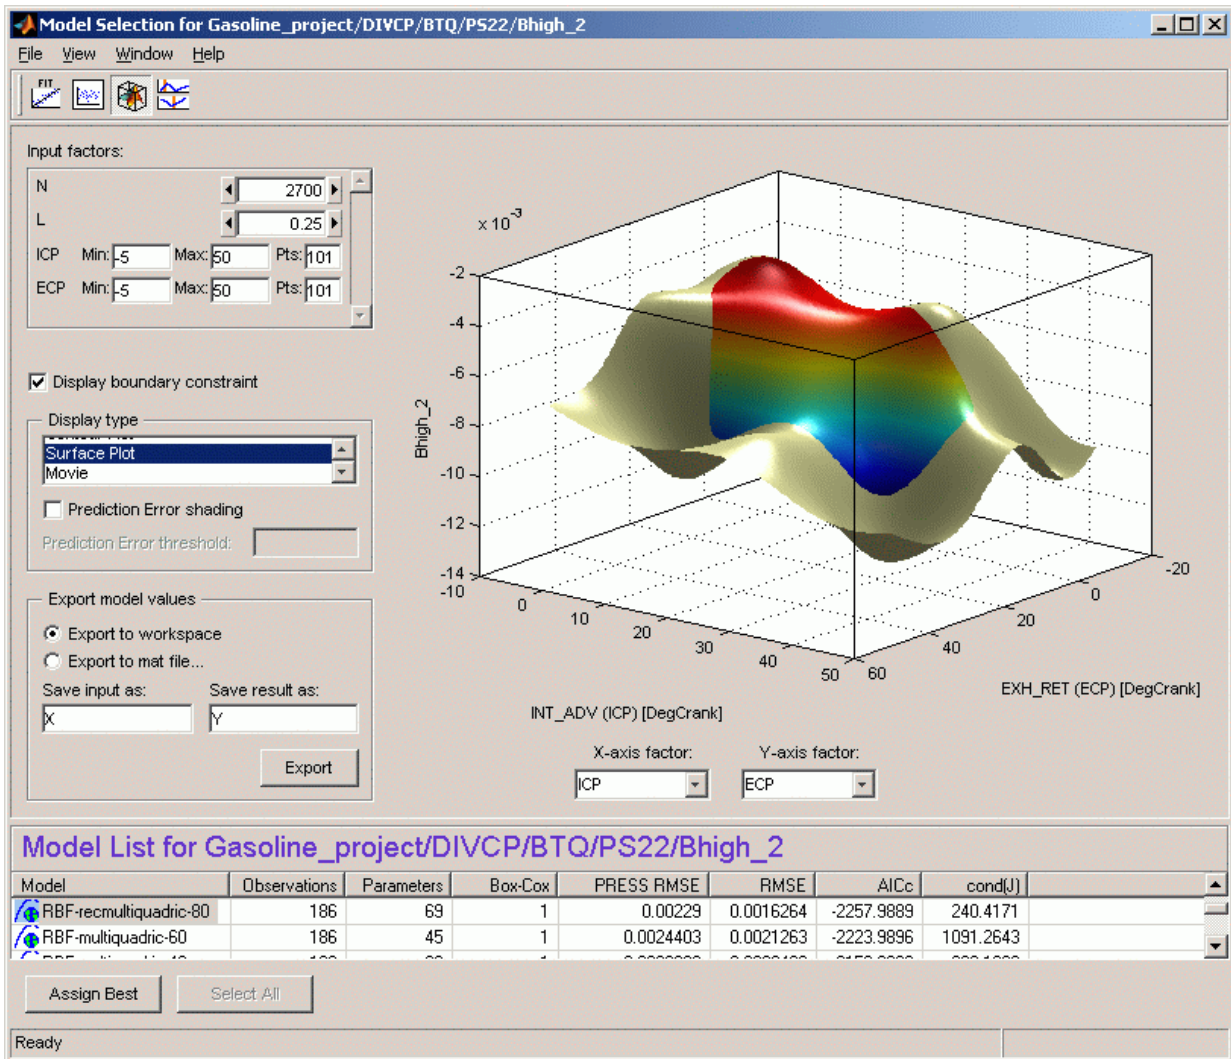 Model Selection for Gasoline_project/DIVCP/BTQ/PS22/Bhigh_2
File View Window Help
FIT
Input factors:
N 2700
L 0.25
ICP Min: -5 Max: 50 Pts: 101
ECP Min: -5 Max: 50 Pts: 101
Display boundary constraint
Display type
Surface Plot
Movie
Prediction Error shading
Prediction Error threshold:
Export model values
Export to workspace
Export to mat file...
Save input as: Save result as:
X Y
Export
x 10-3
-2
-4
-6
-8
-10
-12
-14
Bhigh_2
-10 0 10 20 30 40 50
60 40 20 0 -20
INT_ADV (ICP) [DegCrank]
EXH_RET (ECP) [DegCrank]
X-axis factor: Y-axis factor:
ICP ECP
Model List for Gasoline_project/DIVCP/BTQ/PS22/Bhigh_2
Model Observations Parameters Box-Cox PRESS RMSE RMSE AICc cond(J)
RBF-recmultiquadric-80 186 69 1 0.00229 0.0016264 -2257.9889 240.4171
RBF-multiquadric-60 186 45 1 0.0024403 0.0021263 -2223.9896 1091.2643
Assign Best Select All
Ready